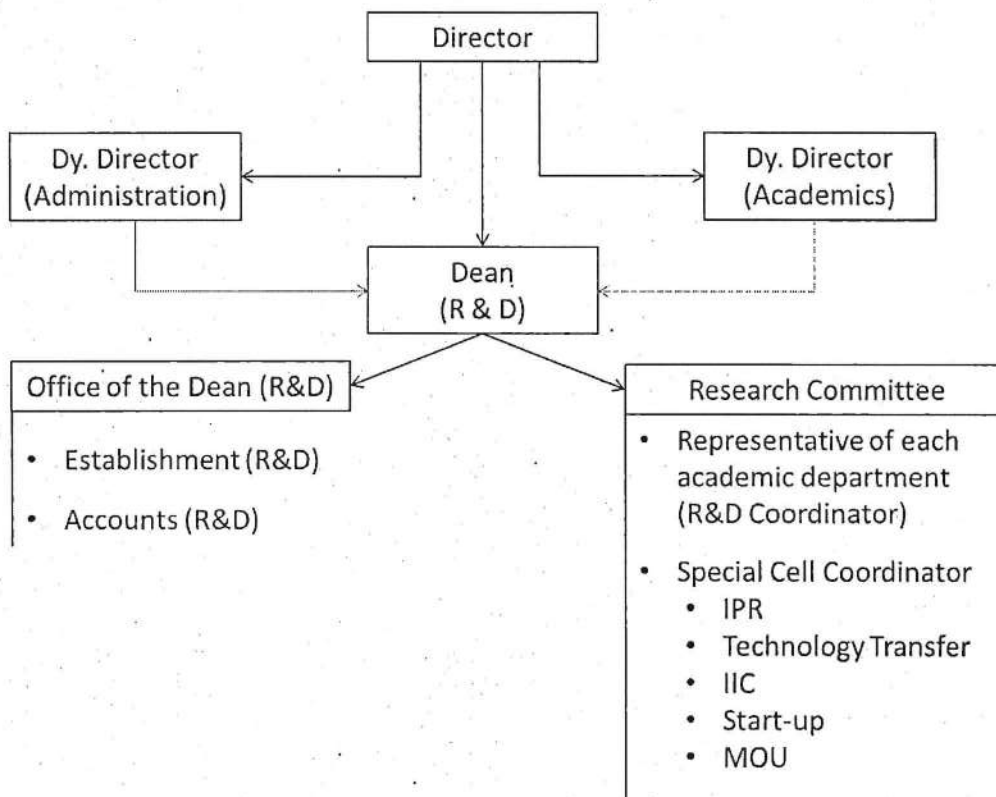 Director
Dy. Director
(Administration)
Dy. Director
(Academics)
Dean
(R & D)
Office of the Dean (R&D)
• Establishment (R&D)
• Accounts (R&D)
Research Committee
• Representative of each
academic department
(R&D Coordinator)
• Special Cell Coordinator
• IPR
• Technology Transfer
• IIC
• Start-up
• MOU